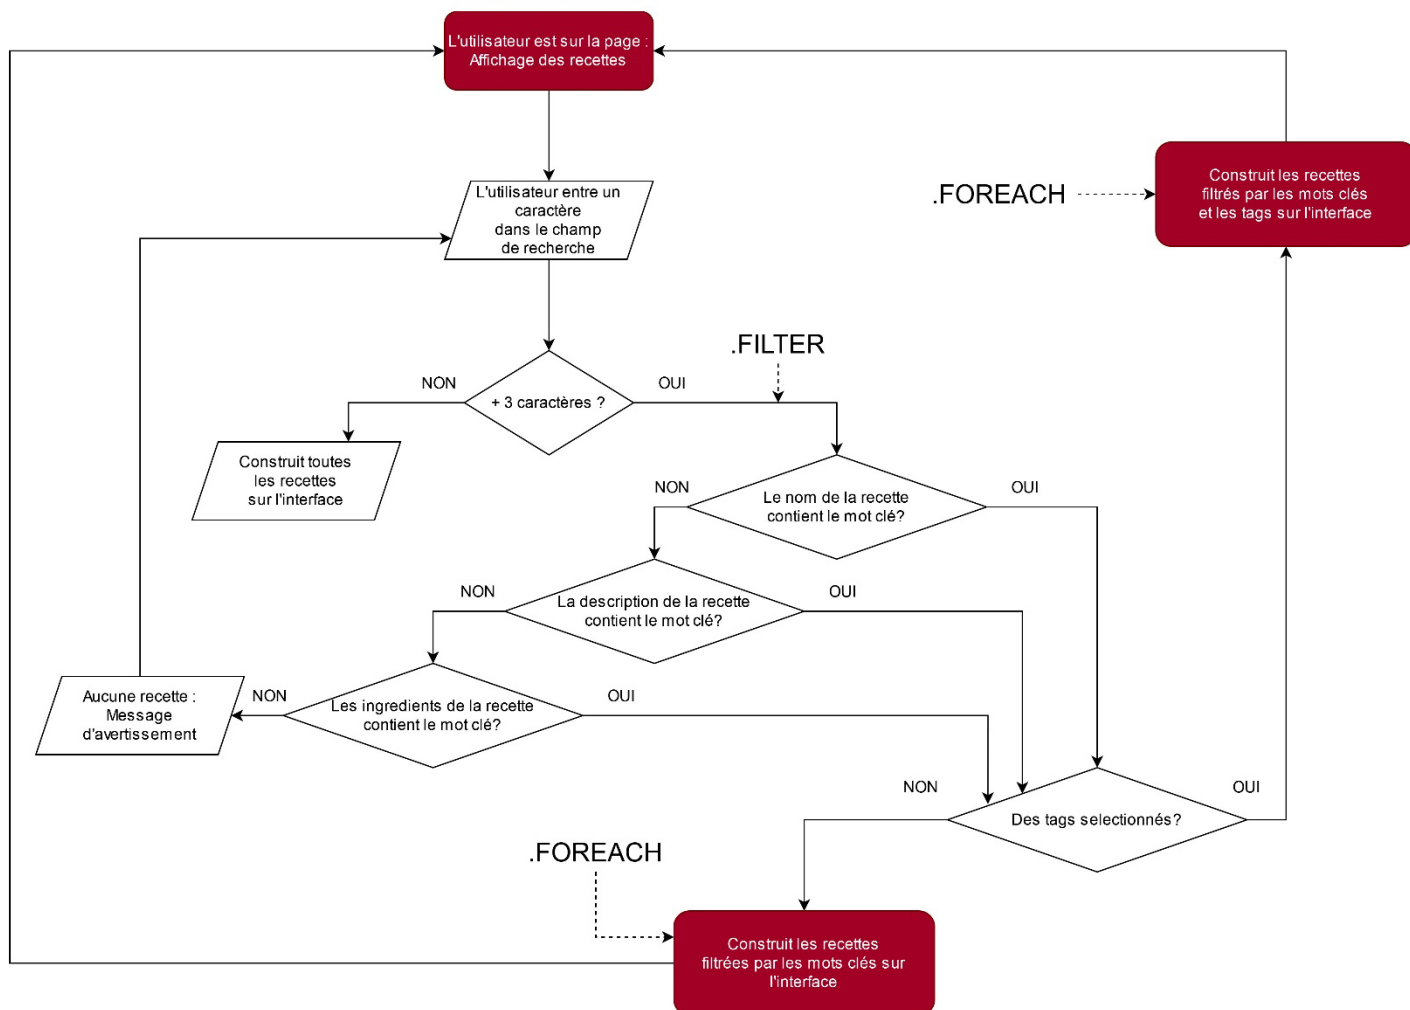 L'utilisateur est sur la page :
Affichage des recettes
Construit les recettes
filtrés par les mots clés
et les tags sur l'interface
.FOREACH
L'utilisateur entre un
caractère
dans le champ
de recherche
.FILTER
NON
+ 3 caractères ?
OUI
Construit toutes
les recettes
sur l'interface
NON
Le nom de la recette
contient le mot clé?
OUI
NON
La description de la recette
contient le mot clé?
OUI
Aucune recette :
Message
d'avertissement
NON
Les ingredients de la recette
contient le mot clé?
OUI
NON
Des tags selectionnés?
OUI
.FOREACH
Construit les recettes
filtrées par les mots clés sur
l'interface